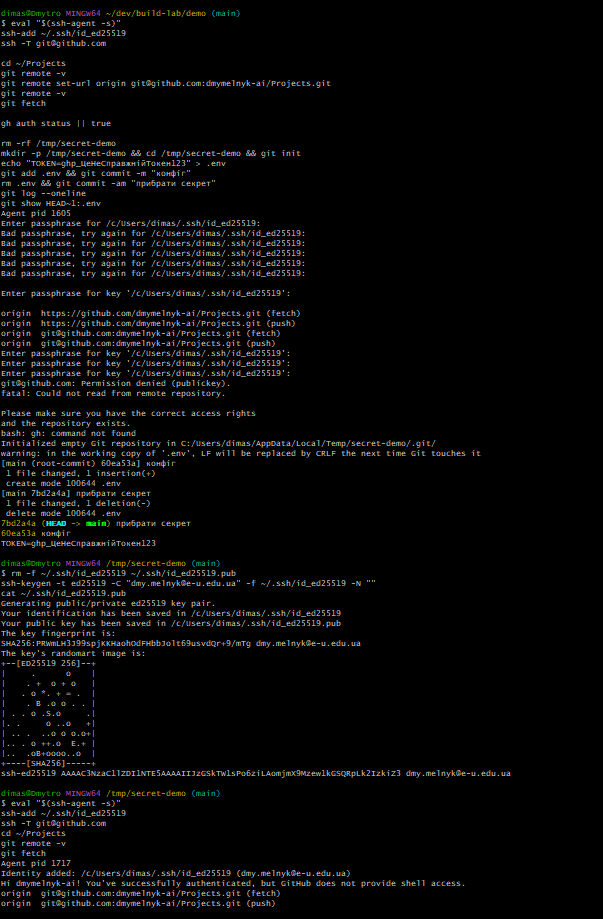 dimas@Dmytro MINGW64 ~/dev/build-lab/demo (main)
$ eval "$(ssh-agent -s)"
ssh-add ~/.ssh/id_ed25519
ssh -T git@github.com
cd ~/Projects
git remote -v
git remote set-url origin git@github.com:dmymelnyk-ai/Projects.git
git remote -v
git fetch
gh auth status || true
rm -rf /tmp/secret-demo
mkdir -p /tmp/secret-demo && cd /tmp/secret-demo && git init
echo "TOKEN=ghp_ЦеНеСправжнійТокен123" > .env
git add .env && git commit -m "конфіг"
rm .env && git commit -am "прибрати секрет"
git log --oneline
git show HEAD~1:.env
Agent pid 1605
Enter passphrase for /c/Users/dimas/.ssh/id_ed25519:
Bad passphrase, try again for /c/Users/dimas/.ssh/id_ed25519:
Bad passphrase, try again for /c/Users/dimas/.ssh/id_ed25519:
Bad passphrase, try again for /c/Users/dimas/.ssh/id_ed25519:
Bad passphrase, try again for /c/Users/dimas/.ssh/id_ed25519:
Bad passphrase, try again for /c/Users/dimas/.ssh/id_ed25519:
Enter passphrase for key '/c/Users/dimas/.ssh/id_ed25519':
origin  https://github.com/dmymelnyk-ai/Projects.git (fetch)
origin  https://github.com/dmymelnyk-ai/Projects.git (push)
origin  git@github.com:dmymelnyk-ai/Projects.git (fetch)
origin  git@github.com:dmymelnyk-ai/Projects.git (push)
Enter passphrase for key '/c/Users/dimas/.ssh/id_ed25519':
Enter passphrase for key '/c/Users/dimas/.ssh/id_ed25519':
Enter passphrase for key '/c/Users/dimas/.ssh/id_ed25519':
git@github.com: Permission denied (publickey).
fatal: Could not read from remote repository.
Please make sure you have the correct access rights
and the repository exists.
bash: gh: command not found
Initialized empty Git repository in C:/Users/dimas/AppData/Local/Temp/secret-demo/.git/
warning: in the working copy of '.env', LF will be replaced by CRLF the next time Git touches it
[main (root-commit) 60ea53a] конфіг
 1 file changed, 1 insertion(+)
 create mode 100644 .env
[main 7bd2a4a] прибрати секрет
 1 file changed, 1 deletion(-)
 delete mode 100644 .env
7bd2a4a (HEAD -> main) прибрати секрет
60ea53a конфіг
TOKEN=ghp_ЦеНеСправжнійТокен123
dimas@Dmytro MINGW64 /tmp/secret-demo (main)
$ rm -f ~/.ssh/id_ed25519 ~/.ssh/id_ed25519.pub
ssh-keygen -t ed25519 -C "dmy.melnyk@e-u.edu.ua" -f ~/.ssh/id_ed25519 -N ""
cat ~/.ssh/id_ed25519.pub
Generating public/private ed25519 key pair.
Your identification has been saved in /c/Users/dimas/.ssh/id_ed25519
Your public key has been saved in /c/Users/dimas/.ssh/id_ed25519.pub
The key fingerprint is:
dmy.melnyk@e-u.edu.ua
The key's randomart image is:
+--[ED25519 256]--+
|     .      o    |
|    . +  o + o   |
|   . o *. + = .  |
|    . B .o o . . |
| . . o .S.o     .|
|. .     o ..o   +|
| .. .  ..o o o.o+|
|.. . o ++.o  E.+ |
|..  .oB+oooo..o  |
+----[SHA256]-----+
ssh-ed25519 dmy.melnyk@e-u.edu.ua
dimas@Dmytro MINGW64 /tmp/secret-demo (main)
$ eval "$(ssh-agent -s)"
ssh-add ~/.ssh/id_ed25519
ssh -T git@github.com
cd ~/Projects
git remote -v
git fetch
Agent pid 1717
Identity added: /c/Users/dimas/.ssh/id_ed25519 (dmy.melnyk@e-u.edu.ua)
Hi dmymelnyk-ai! You've successfully authenticated, but GitHub does not provide shell access.
origin  git@github.com:dmymelnyk-ai/Projects.git (fetch)
origin  git@github.com:dmymelnyk-ai/Projects.git (push)